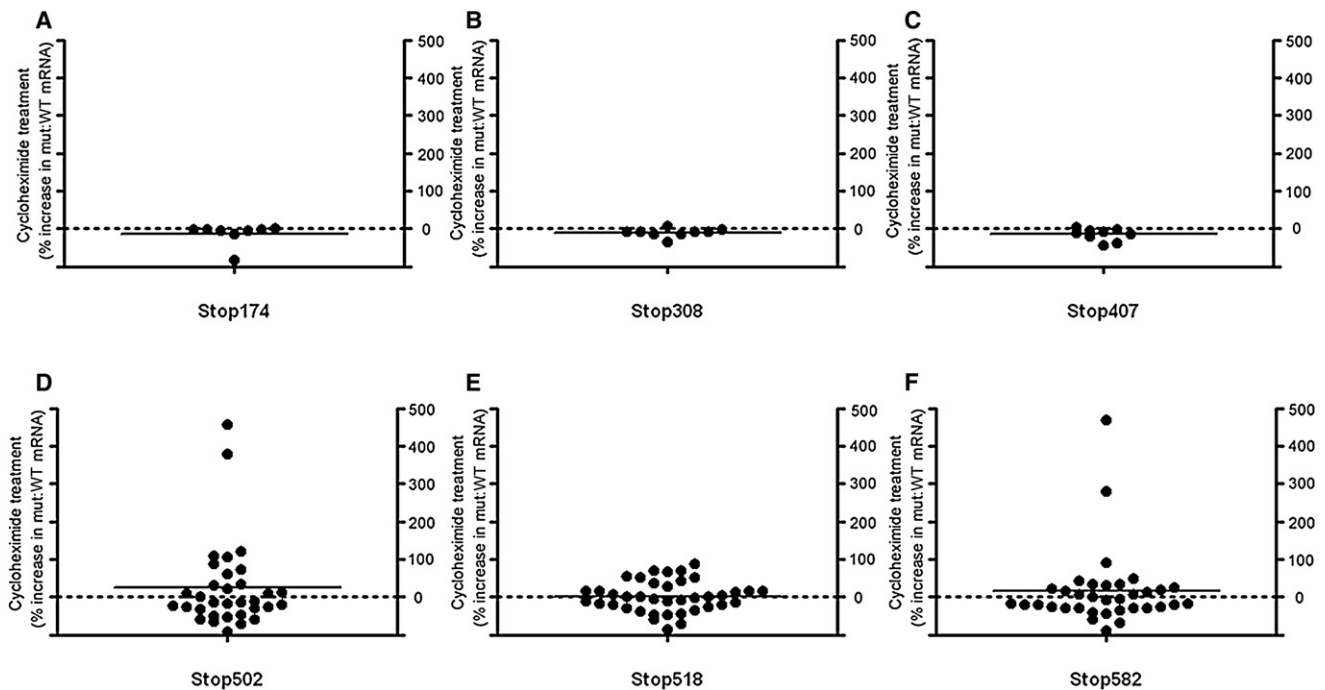 A
Cycloheximide treatment
(% increase in mut:WT mRNA)
500
400
300
200
100
0
Stop174
B
Cycloheximide treatment
(% increase in mut:WT mRNA)
500
400
300
200
100
0
Stop308
C
Cycloheximide treatment
(% increase in mut:WT mRNA)
500
400
300
200
100
0
Stop407
D
Cycloheximide treatment
(% increase in mut:WT mRNA)
500
400
300
200
100
0
Stop502
E
Cycloheximide treatment
(% increase in mut:WT mRNA)
500
400
300
200
100
0
Stop518
F
Cycloheximide treatment
(% increase in mut:WT mRNA)
500
400
300
200
100
0
Stop582